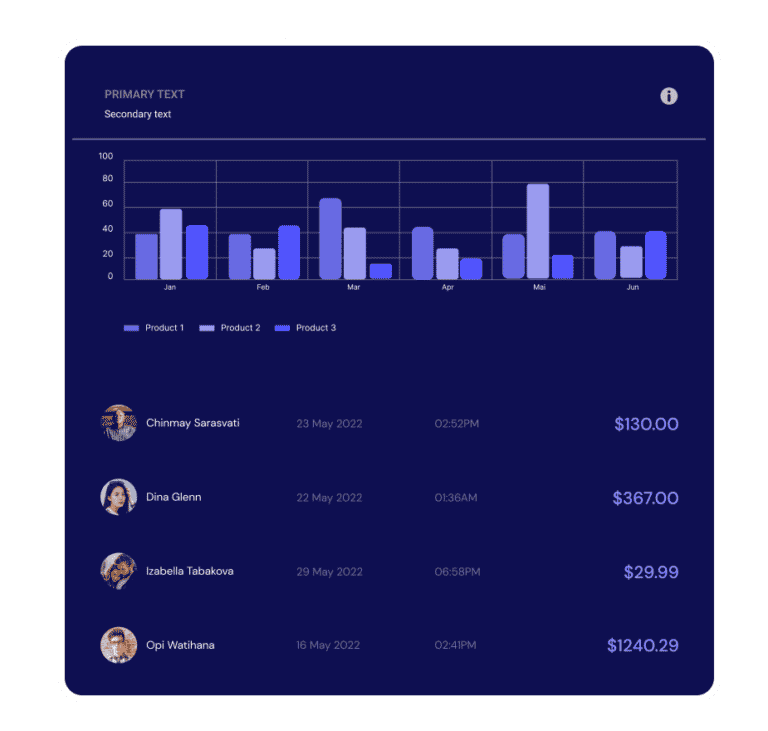 PRIMARY TEXT
Secondary text
100
80
60
40
20
0
Jan Feb Mar Apr Mai Jun
Product 1 Product 2 Product 3
Chinmay Sarasvati 23 May 2022 02:52PM $130.00
Dina Glenn 22 May 2022 01:36AM $367.00
Izabella Tabakova 29 May 2022 06:58PM $29.99
Opi Watihana 16 May 2022 02:41PM $1240.29